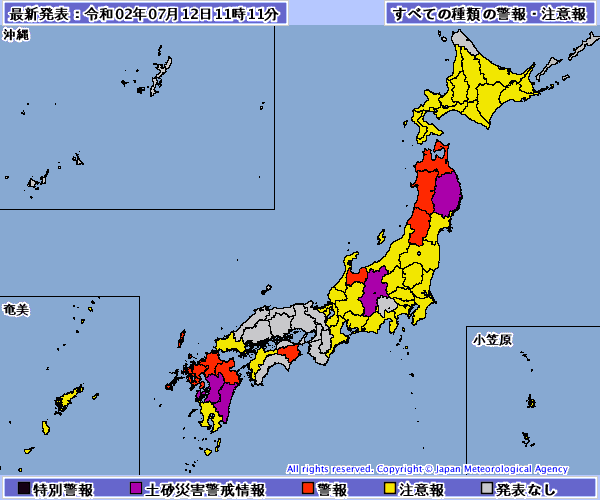 最新発表：令和02年07月12日11時11分
すべての種類の警報・注意報
沖縄
奄美
小笠原
All rights reserved. Copyright © Japan Meteorological Agency
特別警報
土砂災害警戒情報
警報
注意報
発表なし